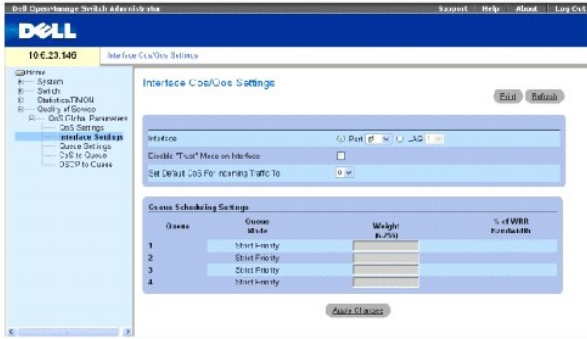 Dell OpenManage Switch Administrator
Support Help About Log Out
DELL
10.6.23.146
Interface Cos/Qos Settings
Home
System
Switch
Statistics/RMON
Quality of Service
QoS Global Parameters
CoS Settings
Interface Settings
Queue Settings
CoS to Queue
DSCP to Queue
Interface Cos/Qos Settings
Print Refresh
Interface Port LAG
Disable "Trust" Mode on Interface
Set Default CoS For Incoming Traffic To 0
Queue Scheduling Settings
Queue
Queue Mode
Weight
% of WRR Bandwidth
1 Strict Priority
2 Strict Priority
3 Strict Priority
4 Strict Priority
Apply Changes